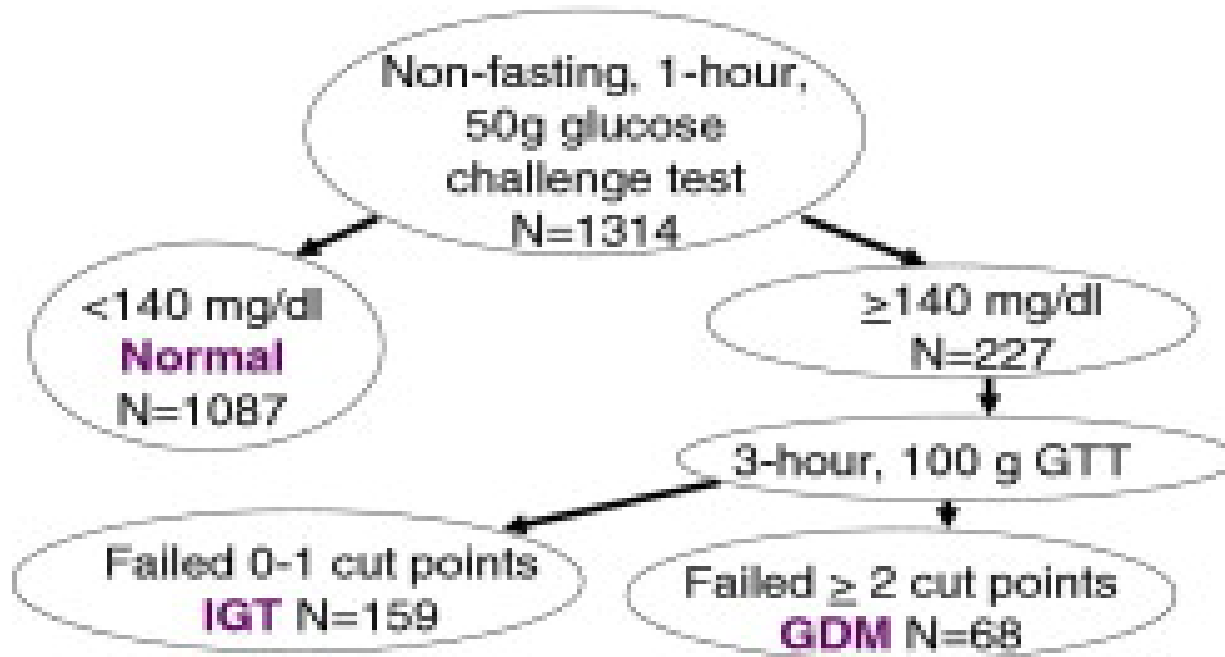 Non-fasting, 1-hour,
50g glucose
challenge test
N=1314
<140 mg/dl
Normal
N=1087
≥140 mg/dl
N=227
3-hour, 100 g GTT
Failed 0-1 cut points
IGT N=159
Failed ≥ 2 cut points
GDM N=68